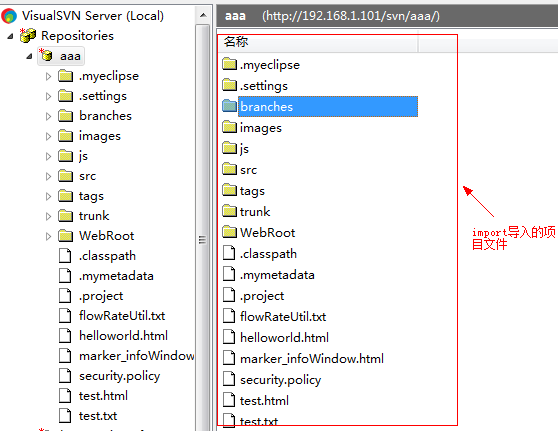 VisualSVN Server (Local)
Repositories
aaa
.myeclipse
.settings
branches
images
js
src
tags
trunk
WebRoot
.classpath
.mymetadata
.project
flowRateUtil.txt
helloworld.html
marker_infoWindow
security.policy
test.html
test.txt
aaa (http://192.168.1.101/svn/aaa/)
名称
.myeclipse
.settings
branches
images
js
src
tags
trunk
WebRoot
.classpath
.mymetadata
.project
flowRateUtil.txt
helloworld.html
marker_infoWindow.html
security.policy
test.html
test.txt
import导入的项
目文件